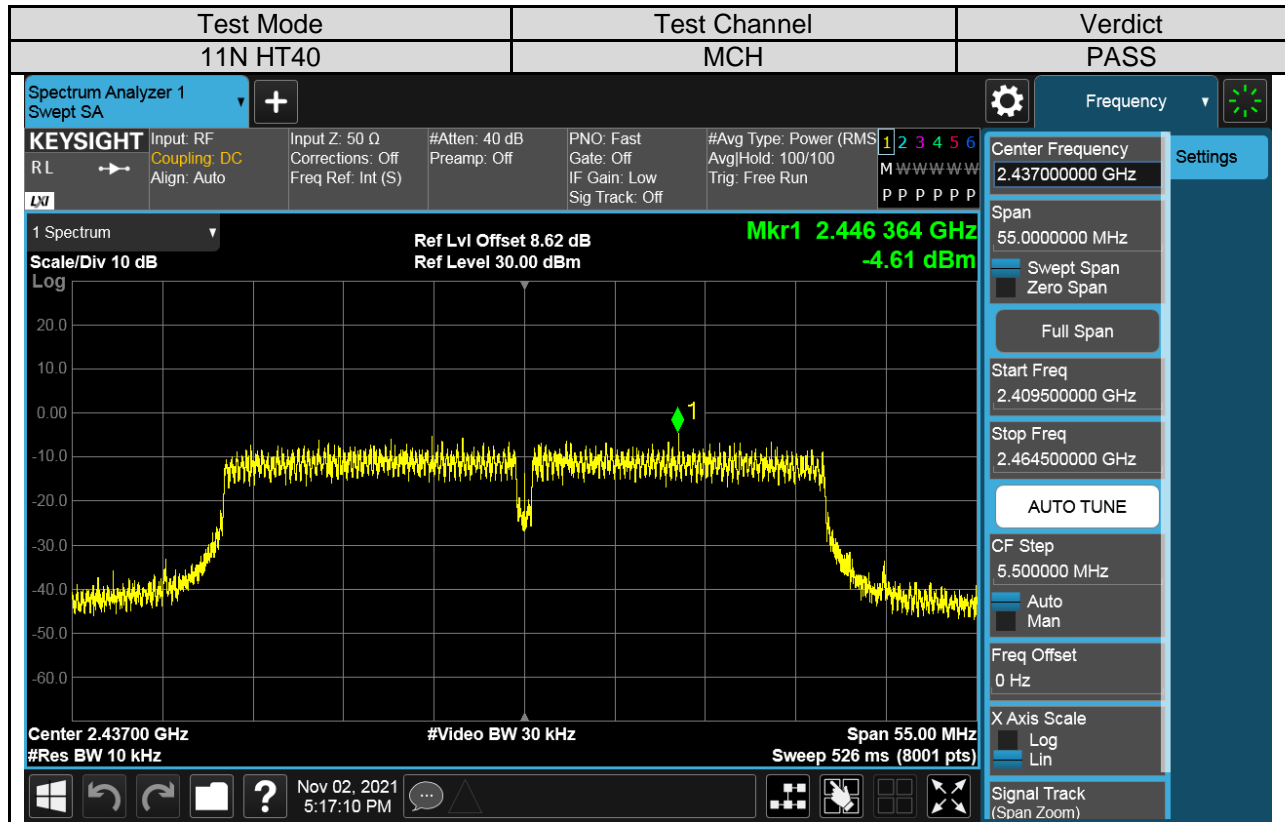 Test Mode Test Channel Verdict
11N HT40 MCH PASS
Spectrum Analyzer 1
Swept SA
+
Frequency
KEYSIGHT
R L
LXI
Input: RF
Coupling: DC
Align: Auto
Input Z: 50 Ω
Corrections: Off
Freq Ref: Int (S)
#Atten: 40 dB
Preamp: Off
PNO: Fast
Gate: Off
IF Gain: Low
Sig Track: Off
#Avg Type: Power (RMS
Avg|Hold: 100/100
Trig: Free Run
1 2 3 4 5 6
M W W W W W
P P P P P P
1 Spectrum
Scale/Div 10 dB
Log
Ref Lvl Offset 8.62 dB
Ref Level 30.00 dBm
Mkr1 2.446 364 GHz
-4.61 dBm
20.0
10.0
0.00
-10.0
-20.0
-30.0
-40.0
-50.0
-60.0
1
Center 2.43700 GHz
#Res BW 10 kHz
#Video BW 30 kHz
Span 55.00 MHz
Sweep 526 ms (8001 pts)
Center Frequency
2.437000000 GHz
Settings
Span
55.0000000 MHz
Swept Span
Zero Span
Full Span
Start Freq
2.409500000 GHz
Stop Freq
2.464500000 GHz
AUTO TUNE
CF Step
5.500000 MHz
Auto
Man
Freq Offset
0 Hz
X Axis Scale
Log
Lin
Signal Track
(Span Zoom)
?
Nov 02, 2021
5:17:10 PM